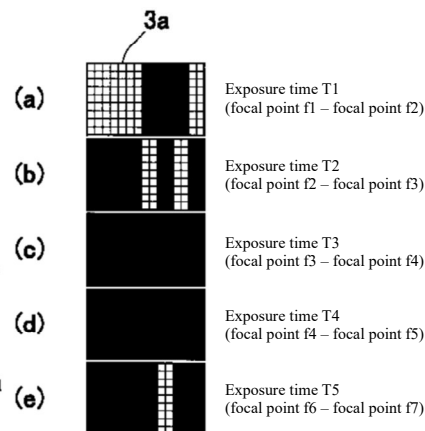 3a
(a)
Exposure time T1
(focal point f1 – focal point f2)
(b)
Exposure time T2
(focal point f2 – focal point f3)
(c)
Exposure time T3
(focal point f3 – focal point f4)
(d)
Exposure time T4
(focal point f4 – focal point f5)
(e)
Exposure time T5
(focal point f6 – focal point f7)